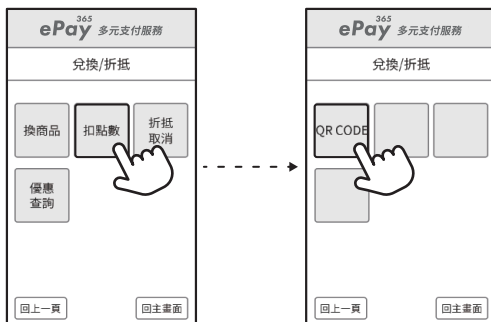 ePay 365 多元支付服務
兌換/折抵
換商品
扣點數
折抵
取消
優惠
查詢
回上一頁
回主畫面
ePay 365 多元支付服務
兌換/折抵
QR CODE
回上一頁
回主畫面